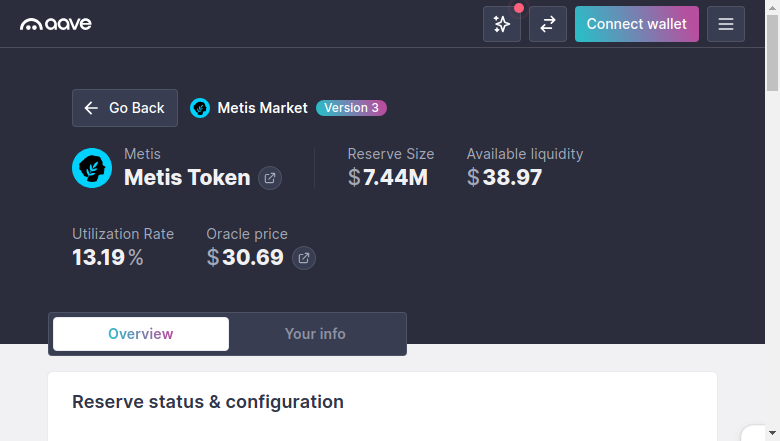 aave
Connect wallet
Go Back
Metis Market
Version 3
Metis
Metis Token
Reserve Size
$7.44M
Available liquidity
$38.97
Utilization Rate
13.19%
Oracle price
$30.69
Overview
Your info
Reserve status & configuration